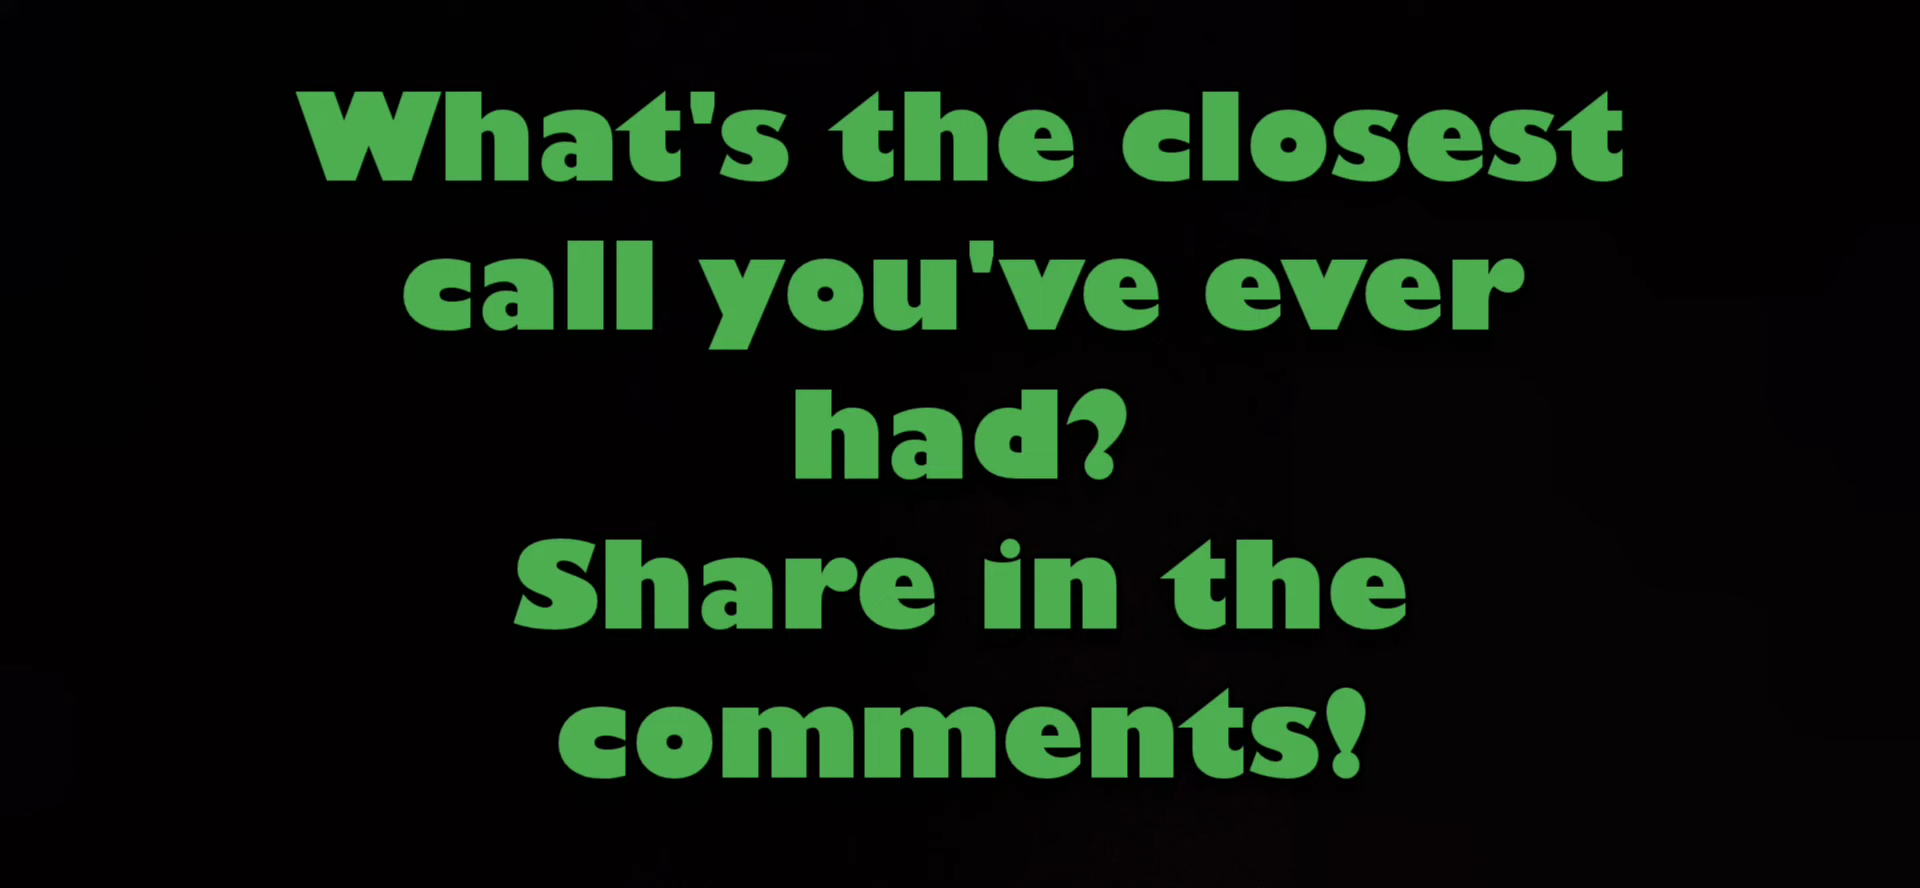 What's the closest
call you've ever
had?
Share in the
comments!